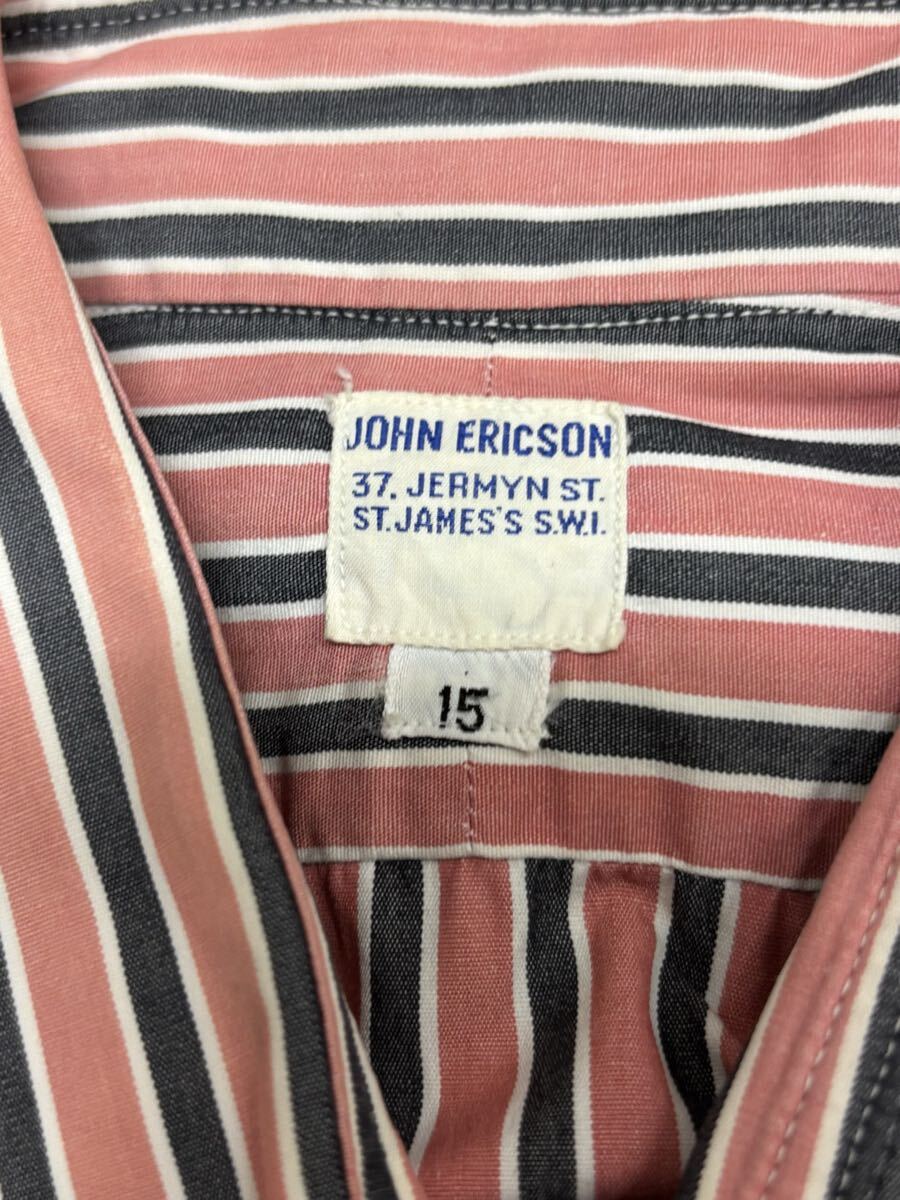 JOHN ERICSON
37. JERMYN ST.
ST.JAMES'S S.W.I.
15